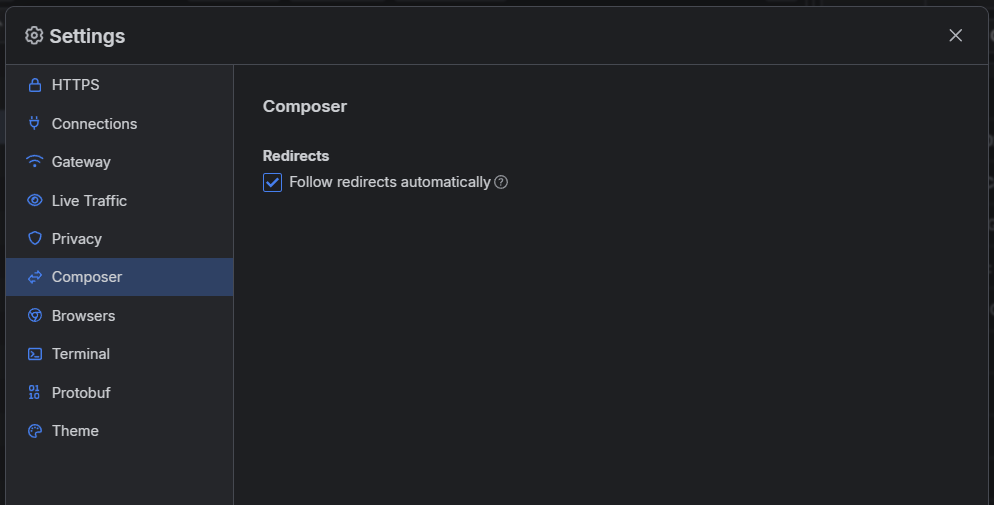 Settings
HTTPS
Connections
Gateway
Live Traffic
Privacy
Composer
Browsers
Terminal
Protobuf
Theme
Composer
Redirects
Follow redirects automatically